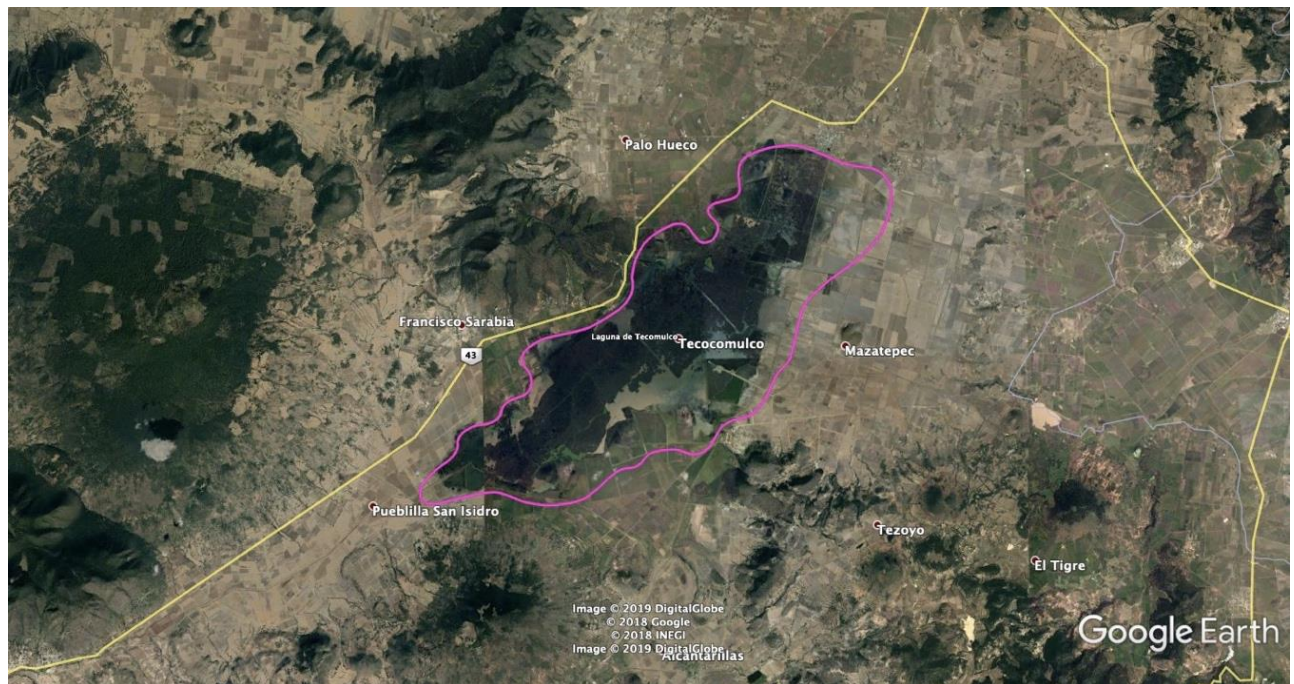 Palo Hueco
Francisco Sarabia
43
Laguna de Tecomulco
Tecocomulco
Mazatepec
Pueblilla San Isidro
Tezoyo
El Tigre
Image © 2019 DigitalGlobe
© 2018 Google
© 2018 INEGI
Image © 2019 DigitalGlobe
Alcantarillas
Google Earth